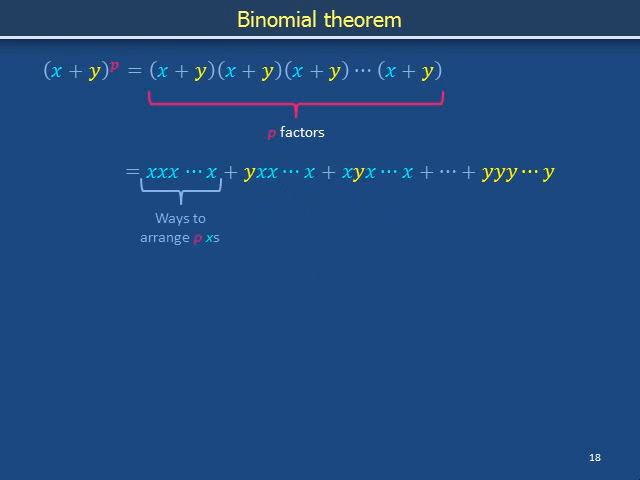 Binomial theorem
(x + y)ᵖ = (x + y)(x + y)(x + y) ⋯ (x + y)
p factors
= xxx ⋯ x + yxx ⋯ x + xyx ⋯ x + ⋯ + yyy ⋯ y
Ways to
arrange p xs
18